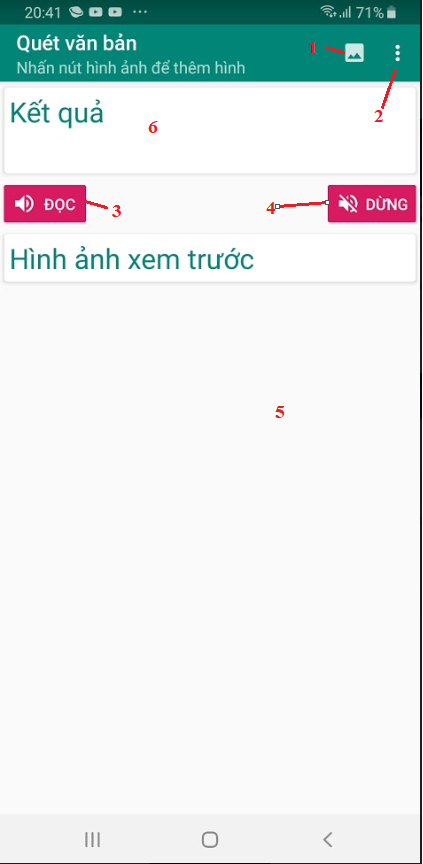 20:41 ... 71%
Quét văn bản
1
Nhấn nút hình ảnh để thêm hình
2
Kết quả
6
ĐỌC
3
4
DỪNG
Hình ảnh xem trước
5